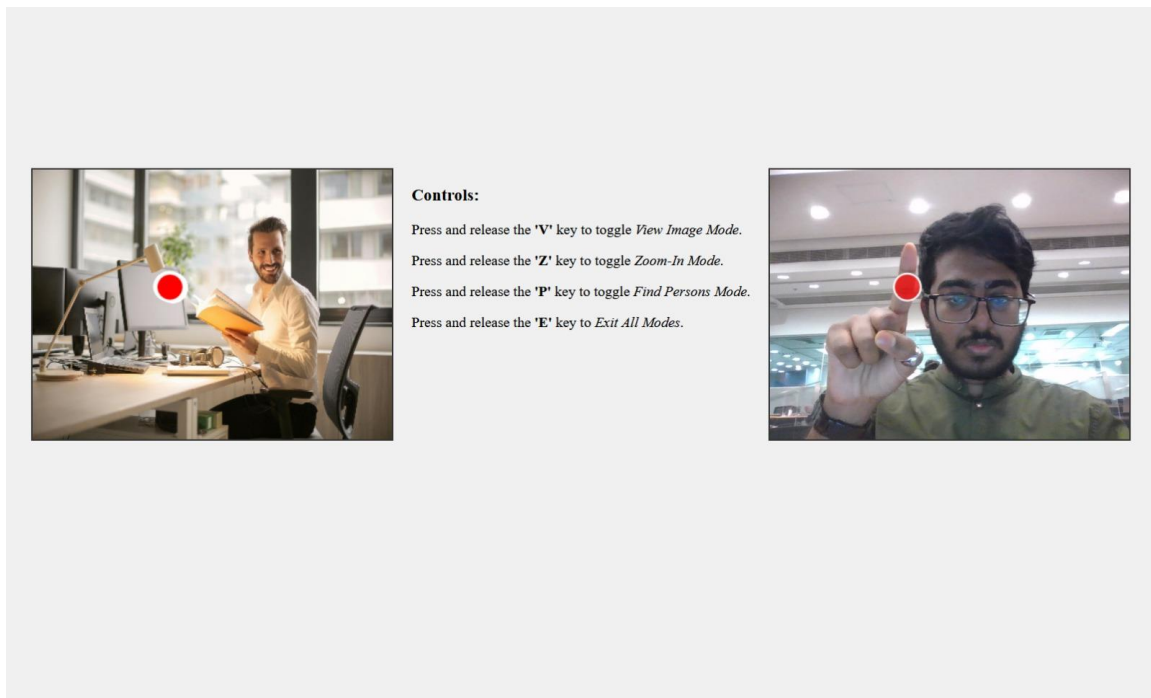 Controls:
Press and release the 'V' key to toggle View Image Mode.
Press and release the 'Z' key to toggle Zoom-In Mode.
Press and release the 'P' key to toggle Find Persons Mode.
Press and release the 'E' key to Exit All Modes.